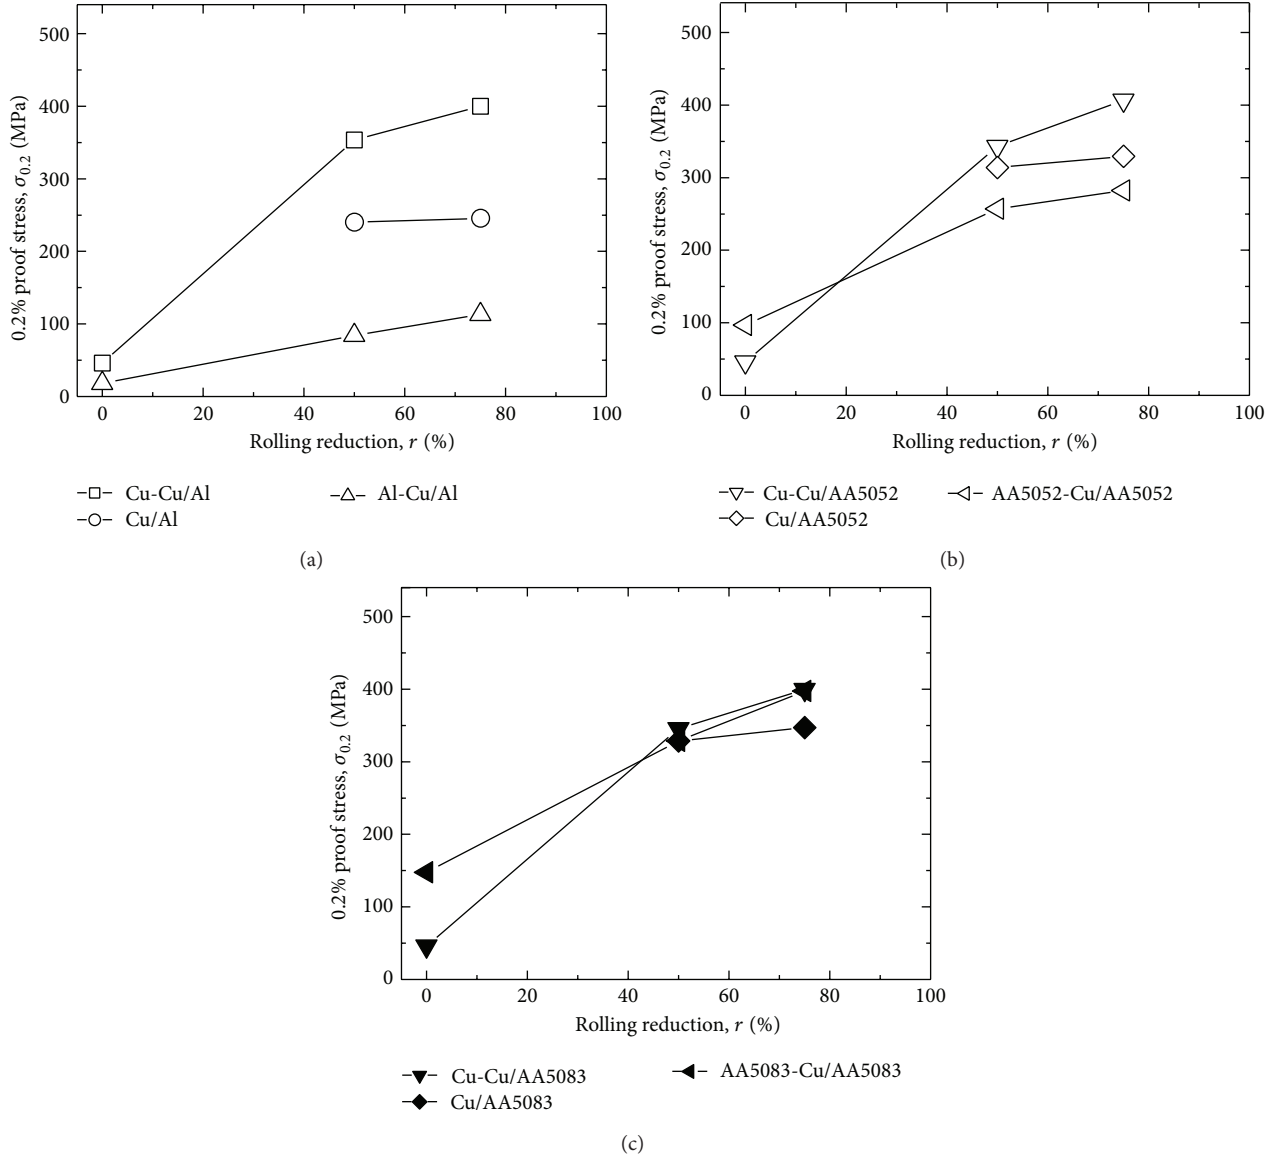 500
400
300
200
100
0
0.2% proof stress, σ0.2 (MPa)
0 20 40 60 80 100
Rolling reduction, r (%)
Cu-Cu/Al Al-Cu/Al
Cu/Al
(a)
500
400
300
200
100
0
0.2% proof stress, σ0.2 (MPa)
0 20 40 60 80 100
Rolling reduction, r (%)
Cu-Cu/AA5052 AA5052-Cu/AA5052
Cu/AA5052
(b)
500
400
300
200
100
0
0.2% proof stress, σ0.2 (MPa)
0 20 40 60 80 100
Rolling reduction, r (%)
Cu-Cu/AA5083 AA5083-Cu/AA5083
Cu/AA5083
(c)